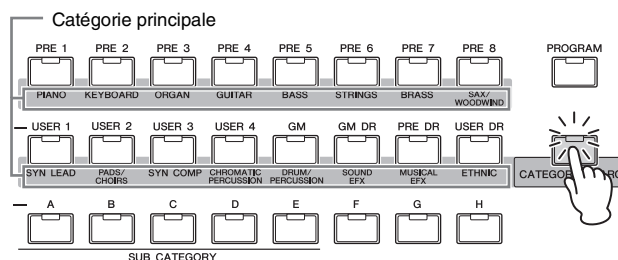 Catégorie principale
PRE 1 PRE 2 PRE 3 PRE 4 PRE 5 PRE 6 PRE 7 PRE 8 PROGRAM
PIANO KEYBOARD ORGAN GUITAR BASS STRINGS BRASS SAX/
WOODWIND
USER 1 USER 2 USER 3 USER 4 GM GM DR PRE DR USER DR
SYN LEAD PADS/
CHOIRS SYN COMP CHROMATIC
PERCUSSION DRUM/
PERCUSSION SOUND
EFX MUSICAL
EFX ETHNIC
A B C D E F G H
SUB CATEGORY